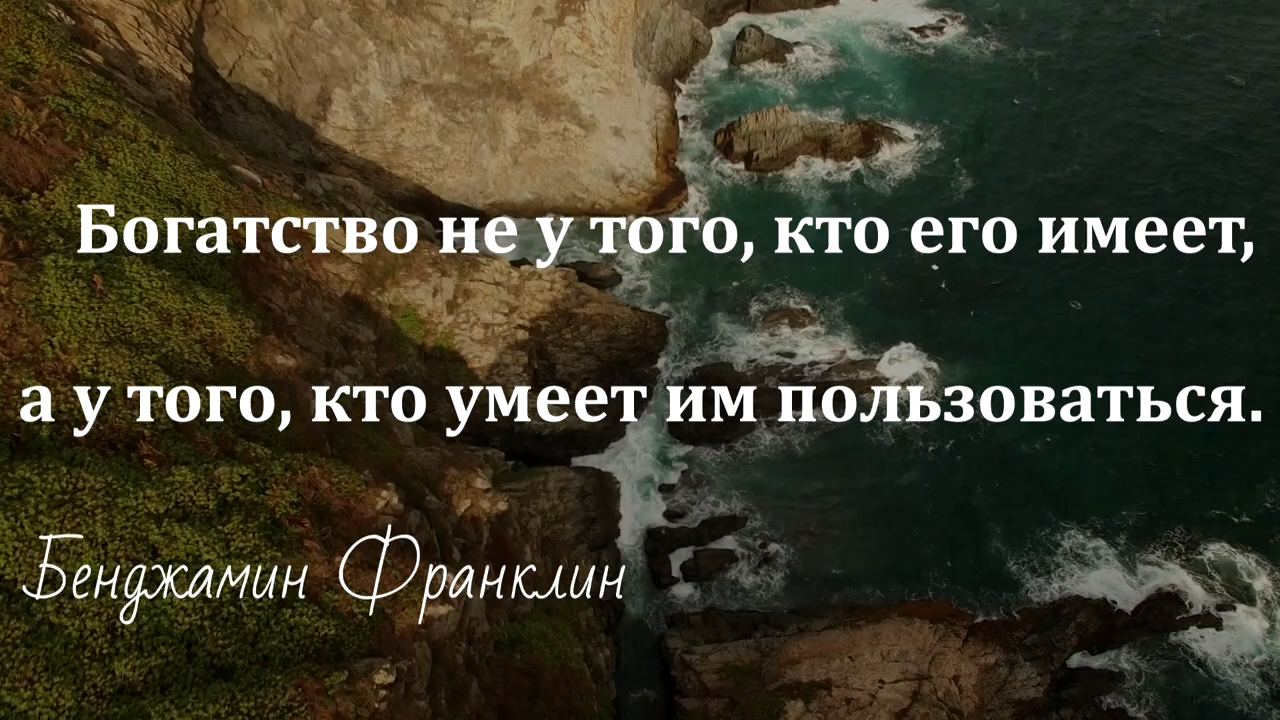 Богатство не у того, кто его имеет,
а у того, кто умеет им пользоваться.
Бенджамин Франклин